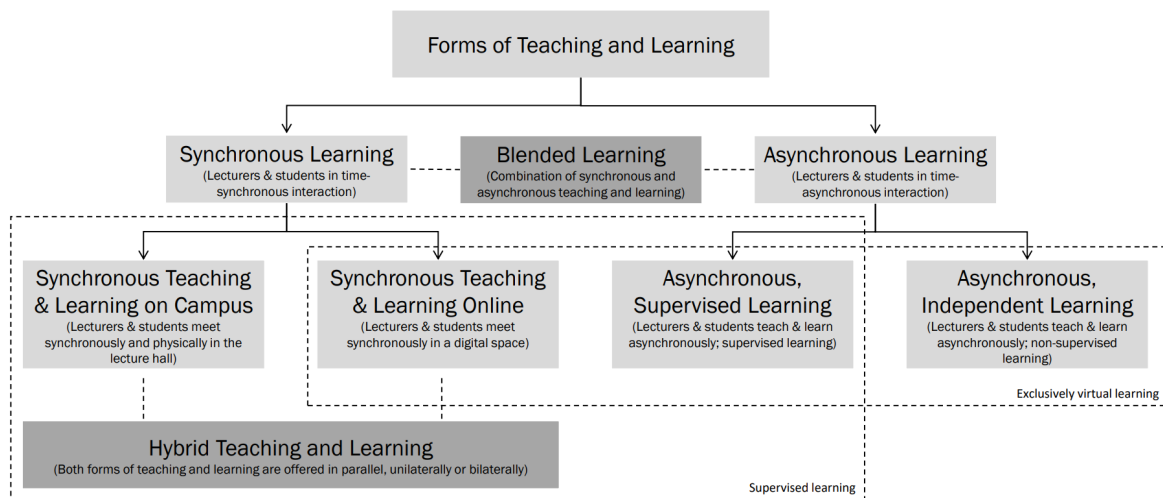 Forms of Teaching and Learning
Synchronous Learning
(Lecturers & students in time-
synchronous interaction)
Blended Learning
(Combination of synchronous and
asynchronous teaching and learning)
Asynchronous Learning
(Lecturers & students in time-
asynchronous interaction)
Synchronous Teaching
& Learning on Campus
(Lecturers & students meet
synchronously and physically in the
lecture hall)
Synchronous Teaching
& Learning Online
(Lecturers & students meet
synchronously in a digital space)
Asynchronous,
Supervised Learning
(Lecturers & students teach & learn
asynchronously; supervised learning)
Asynchronous,
Independent Learning
(Lecturers & students teach & learn
asynchronously; non-supervised
learning)
Exclusively virtual learning
Hybrid Teaching and Learning
(Both forms of teaching and learning are offered in parallel, unilaterally or bilaterally)
Supervised learning